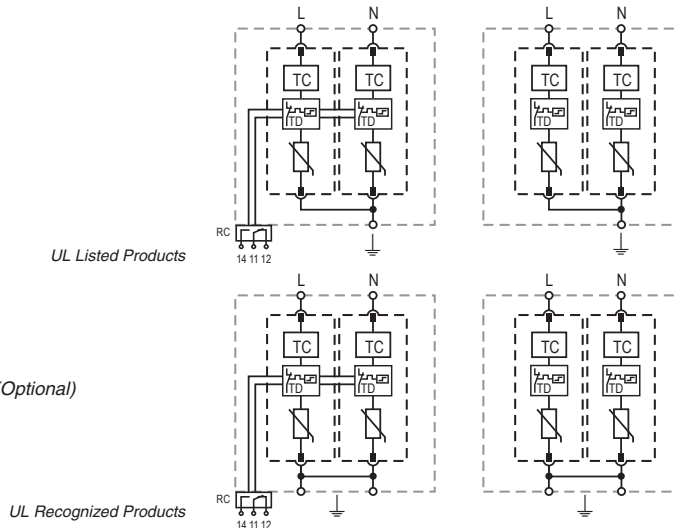 L N L N
TC TC TC TC
TD TD TD TD
RC
14 11 12
UL Listed Products
L N L N
TC TC TC TC
TD TD TD TD
Optional)
RC
14 11 12
UL Recognized Products